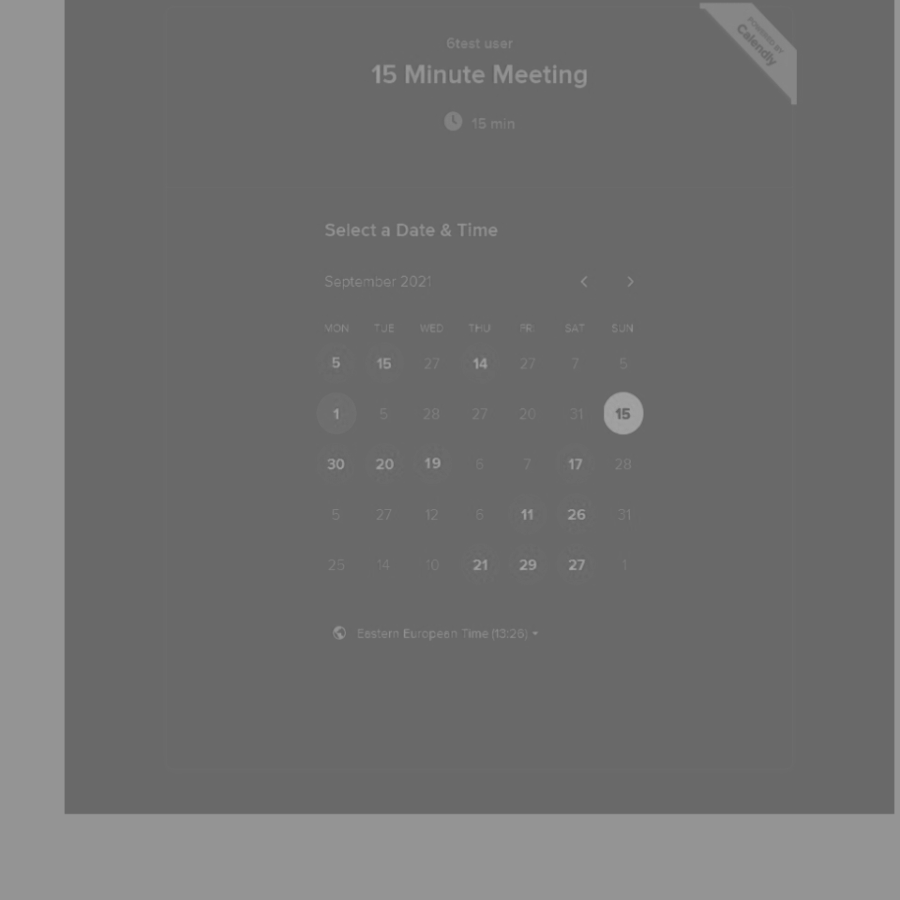 POWERED BY
Calendly
6test user
15 Minute Meeting
15 min
Select a Date & Time
September 2021
MON TUE WED THU FRI SAT SUN
5 15 27 14 27 7 5
1 5 28 27 20 31 15
30 20 19 6 7 17 28
5 27 12 6 11 26 31
25 14 10 21 29 27 1
Eastern European Time (13:26)